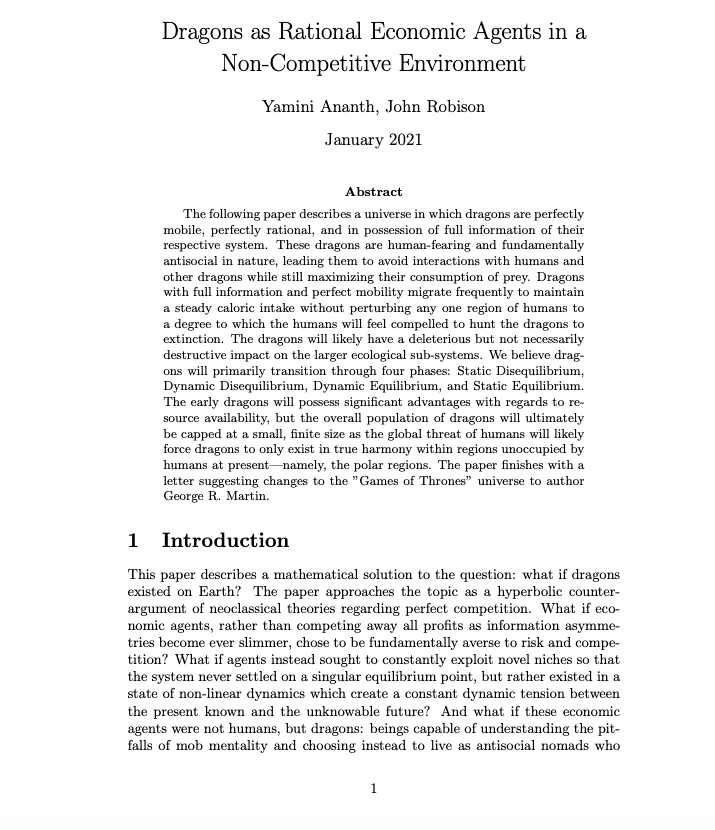 Dragons as Rational Economic Agents in a
Non-Competitive Environment
Yamini Ananth, John Robison
January 2021
Abstract
The following paper describes a universe in which dragons are perfectly
mobile, perfectly rational, and in possession of full information of their
respective system. These dragons are human-fearing and fundamentally
antisocial in nature, leading them to avoid interactions with humans and
other dragons while still maximizing their consumption of prey. Dragons
with full information and perfect mobility migrate frequently to maintain
a steady caloric intake without perturbing any one region of humans to
a degree to which the humans will feel compelled to hunt the dragons to
extinction. The dragons will likely have a deleterious but not necessarily
destructive impact on the larger ecological sub-systems. We believe drag-
ons will primarily transition through four phases: Static Disequilibrium,
Dynamic Disequilibrium, Dynamic Equilibrium, and Static Equilibrium.
The early dragons will possess significant advantages with regards to re-
source availability, but the overall population of dragons will ultimately
be capped at a small, finite size as the global threat of humans will likely
force dragons to only exist in true harmony within regions unoccupied by
humans at present—namely, the polar regions. The paper finishes with a
letter suggesting changes to the "Games of Thrones" universe to author
George R. Martin.
1 Introduction
This paper describes a mathematical solution to the question: what if dragons
existed on Earth? The paper approaches the topic as a hyperbolic counter-
argument of neoclassical theories regarding perfect competition. What if eco-
nomic agents, rather than competing away all profits as information asymme-
tries become ever slimmer, chose to be fundamentally averse to risk and compe-
tition? What if agents instead sought to constantly exploit novel niches so that
the system never settled on a singular equilibrium point, but rather existed in a
state of non-linear dynamics which create a constant dynamic tension between
the present known and the unknowable future? And what if these economic
agents were not humans, but dragons: beings capable of understanding the pit-
falls of mob mentality and choosing instead to live as antisocial nomads who
1